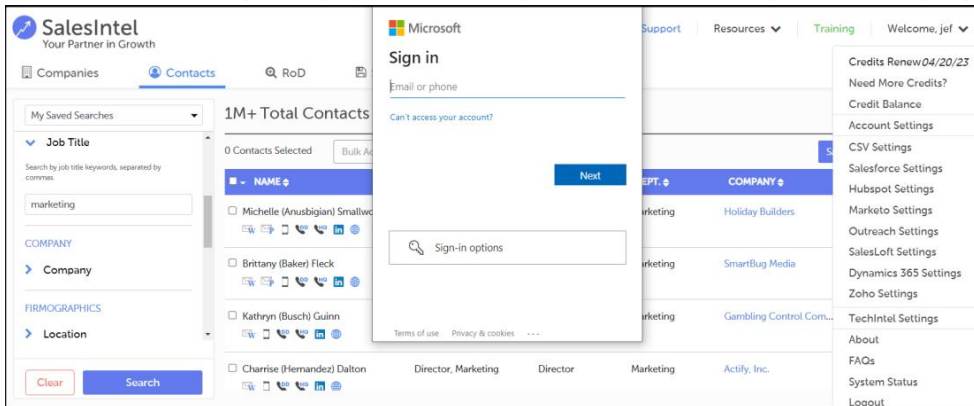 SalesIntel
Your Partner in Growth
Microsoft
Support
Resources
Training
Welcome, jef
Companies
Contacts
RoD
Sign in
Email or phone
Can't access your account?
Next
Sign-in options
Terms of use Privacy & cookies ...
My Saved Searches
Job Title
Search by job title keywords, separated by
commas.
marketing
COMPANY
Company
FIRMOGRAPHICS
Location
Clear
Search
1M+ Total Contacts
0 Contacts Selected
NAME
COMPANY
Michelle (Anusbigian)
Holiday Builders
Brittany (Baker) Fleck
SmartBug Media
Kathryn (Busch) Guinn
Gambling Control Com...
Charrise (Hernandez) Dalton
Director, Marketing
Director
Marketing
Actify, Inc.
Credits Renew 04/20/23
Need More Credits?
Credit Balance
Account Settings
CSV Settings
Salesforce Settings
Hubspot Settings
Marketo Settings
Outreach Settings
SalesLoft Settings
Dynamics 365 Settings
Zoho Settings
TechIntel Settings
About
FAQs
System Status
Logout